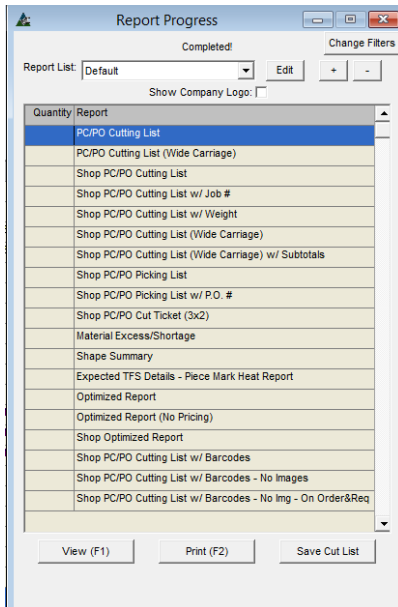 Report Progress
Completed!
Change Filters
Report List:
Default
Edit
+
-
Show Company Logo:
Quantity Report
PC/PO Cutting List
PC/PO Cutting List (Wide Carriage)
Shop PC/PO Cutting List
Shop PC/PO Cutting List w/ Job #
Shop PC/PO Cutting List w/ Weight
Shop PC/PO Cutting List (Wide Carriage)
Shop PC/PO Cutting List (Wide Carriage) w/ Subtotals
Shop PC/PO Picking List
Shop PC/PO Picking List w/ P.O. #
Shop PC/PO Cut Ticket (3x2)
Material Excess/Shortage
Shape Summary
Expected TFS Details - Piece Mark Heat Report
Optimized Report
Optimized Report (No Pricing)
Shop Optimized Report
Shop PC/PO Cutting List w/ Barcodes
Shop PC/PO Cutting List w/ Barcodes - No Images
Shop PC/PO Cutting List w/ Barcodes - No Img - On Order&Req
View (F1)
Print (F2)
Save Cut List